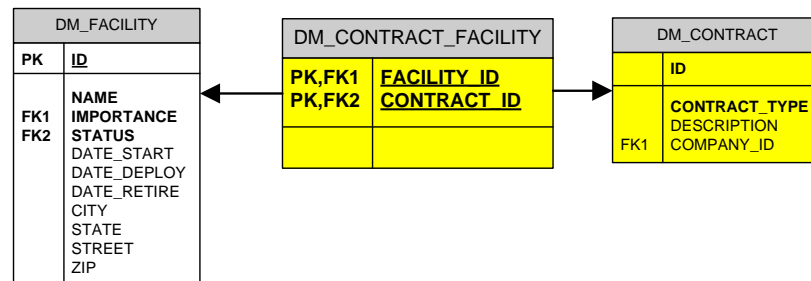 DM_FACILITY
PK ID
NAME
FK1 IMPORTANCE
FK2 STATUS
DATE_START
DATE_DEPLOY
DATE_RETIRE
CITY
STATE
STREET
ZIP
DM_CONTRACT_FACILITY
PK,FK1 FACILITY_ID
PK,FK2 CONTRACT_ID
DM_CONTRACT
ID
CONTRACT_TYPE
DESCRIPTION
FK1 COMPANY_ID